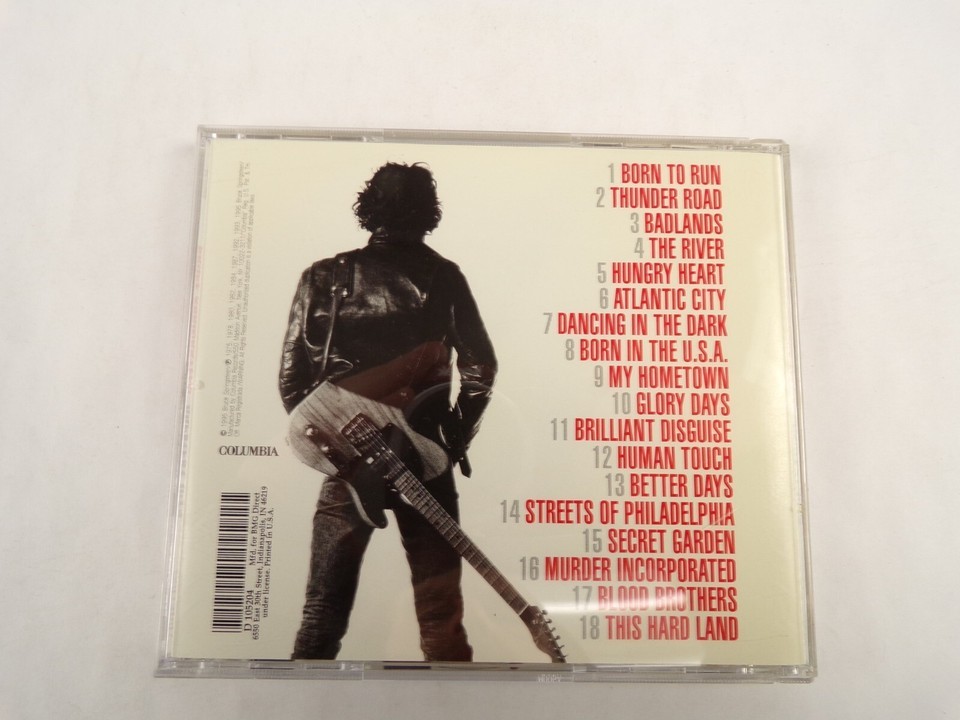 1 BORN TO RUN
2 THUNDER ROAD
3 BADLANDS
4 THE RIVER
5 HUNGRY HEART
6 ATLANTIC CITY
7 DANCING IN THE DARK
8 BORN IN THE U.S.A.
9 MY HOMETOWN
10 GLORY DAYS
11 BRILLIANT DISGUISE
12 HUMAN TOUCH
13 BETTER DAYS
14 STREETS OF PHILADELPHIA
15 SECRET GARDEN
16 MURDER INCORPORATED
17 BLOOD BROTHERS
18 THIS HARD LAND
COLUMBIA
D 105204 Mfd. for BMG Direct
6550 East 30th Street, Indianapolis, IN 46219
under license. Printed in U.S.A.